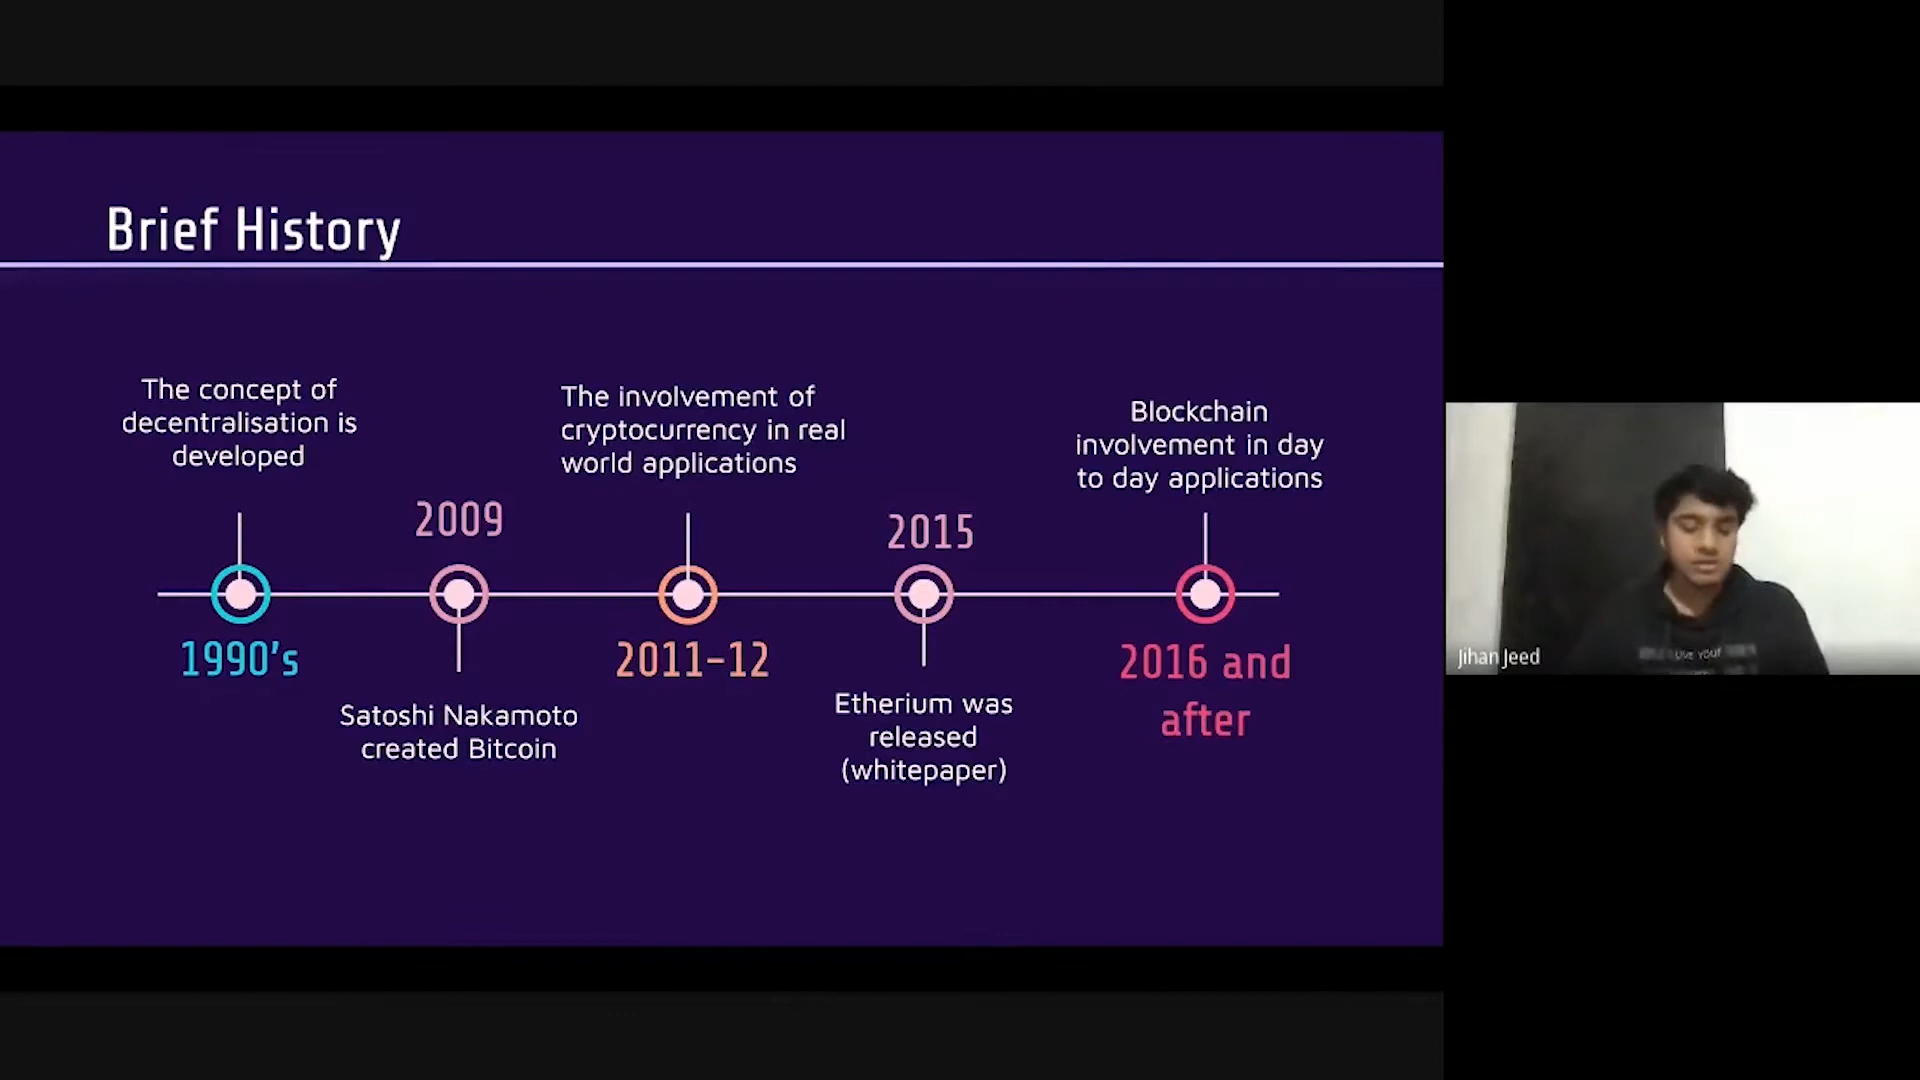 Brief History
The concept of
decentralisation is
developed
1990's
2009
Satoshi Nakamoto
created Bitcoin
The involvement of
cryptocurrency in real
world applications
2011-12
2015
Etherium was
released
(whitepaper)
Blockchain
involvement in day
to day applications
2016 and
after
Jihan Jeed